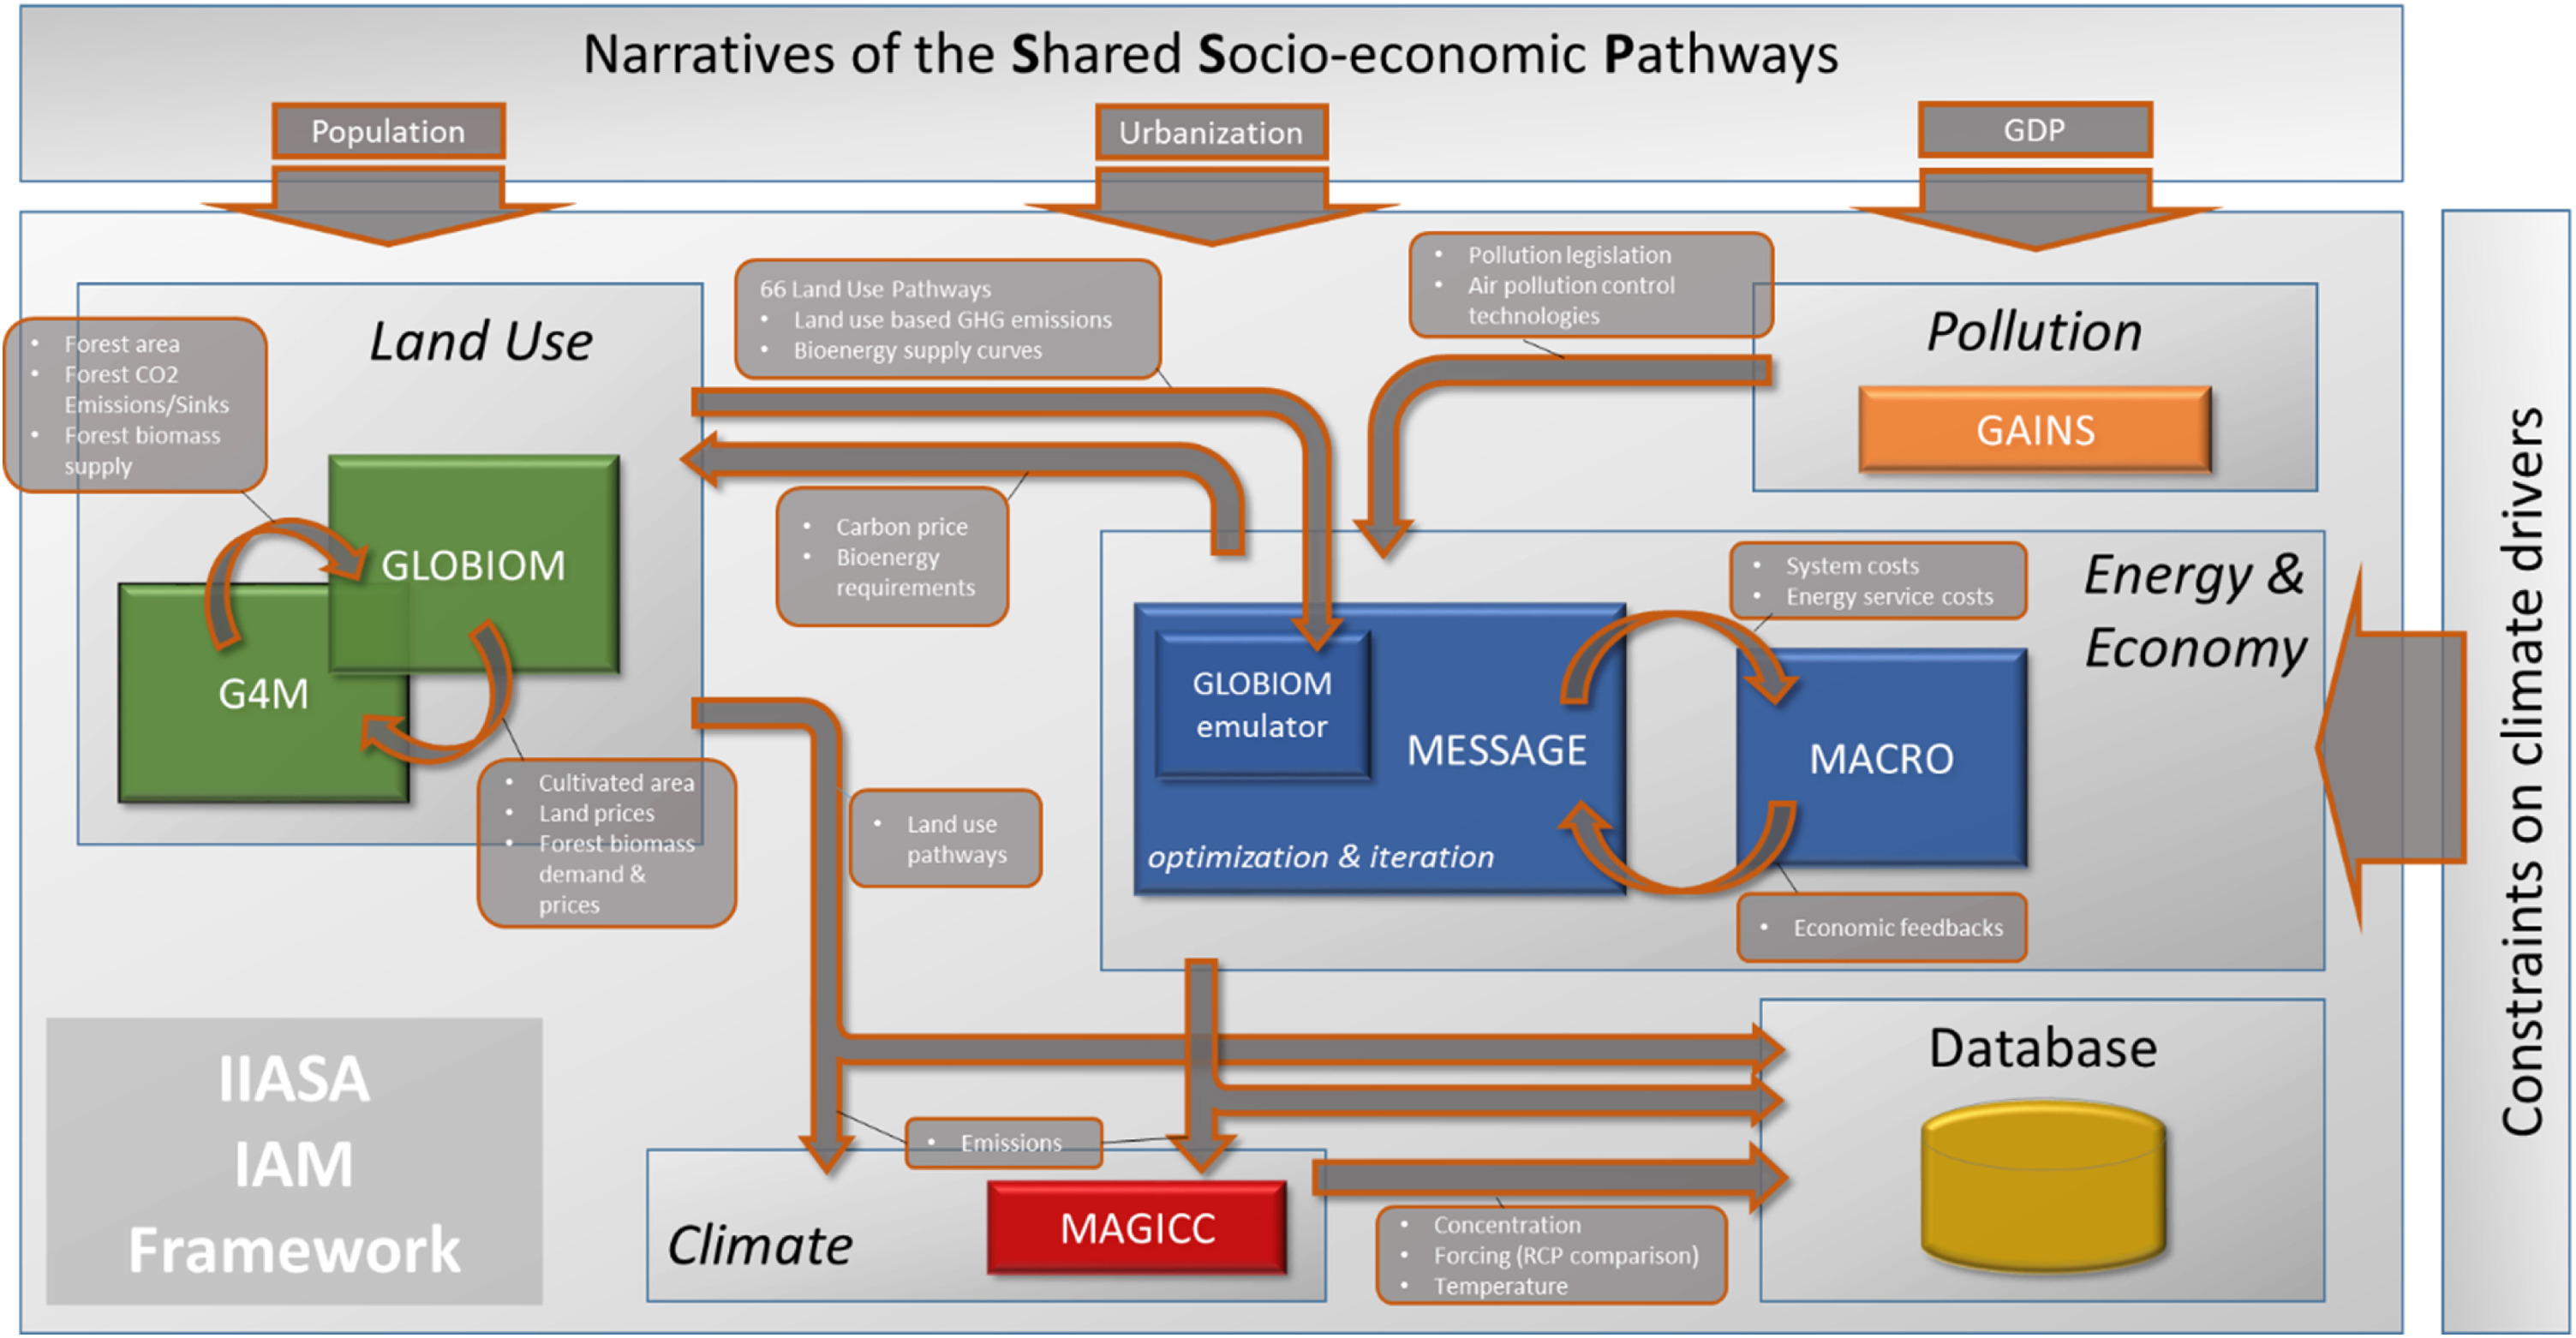 Narratives of the Shared Socio-economic Pathways
Population
Urbanization
GDP
Land Use
• Forest area
• Forest CO2
Emissions/Sinks
• Forest biomass
supply
GLOBIOM
G4M
• Cultivated area
• Land prices
• Forest biomass
demand &
prices
66 Land Use Pathways
• Land use based GHG emissions
• Bioenergy supply curves
• Carbon price
• Bioenergy
requirements
• Pollution legislation
• Air pollution control
technologies
Pollution
GAINS
Energy &
Economy
• System costs
• Energy service costs
GLOBIOM
emulator
MESSAGE
optimization & iteration
MACRO
• Economic feedbacks
• Land use
pathways
Constraints on climate drivers
IIASA
IAM
Framework
• Emissions
Climate
MAGICC
• Concentration
• Forcing (RCP comparison)
• Temperature
Database